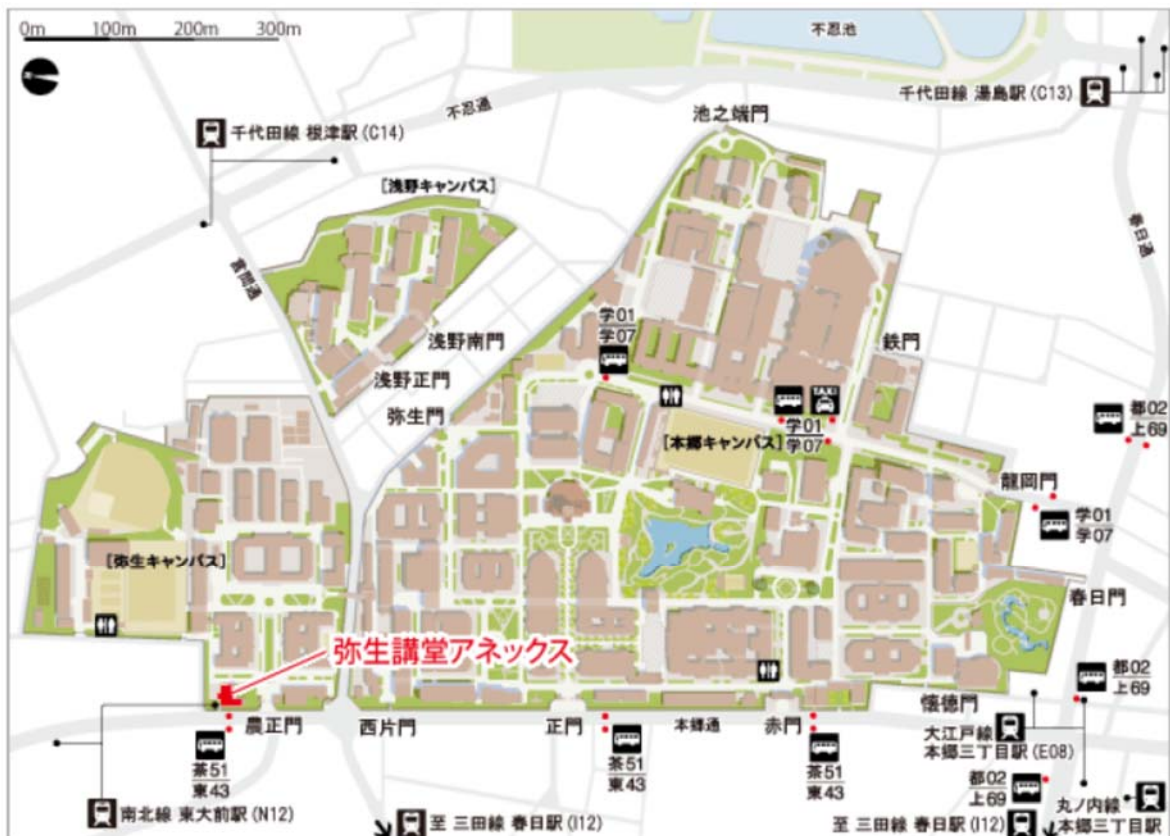 0m 100m 200m 300m
不忍池
千代田線 湯島駅 (C13)
不忍通
池之端門
千代田線 根津駅 (C14)
[浅野キャンパス]
春日通
言問通
学01
学07
浅野南門
鉄門
浅野正門
弥生門
TAXI
都02
上69
[本郷キャンパス]
学01
学07
龍岡門
学01
学07
[弥生キャンパス]
春日門
弥生講堂アネックス
都02
上69
懐徳門
農正門
西片門
正門
本郷通
赤門
大江戸線
本郷三丁目駅 (E08)
茶51
東43
茶51
東43
茶51
東43
都02
上69
南北線 東大前駅 (N12)
至 三田線 春日駅 (I12)
至 三田線 春日駅 (I12)
丸ノ内線
本郷三丁目駅